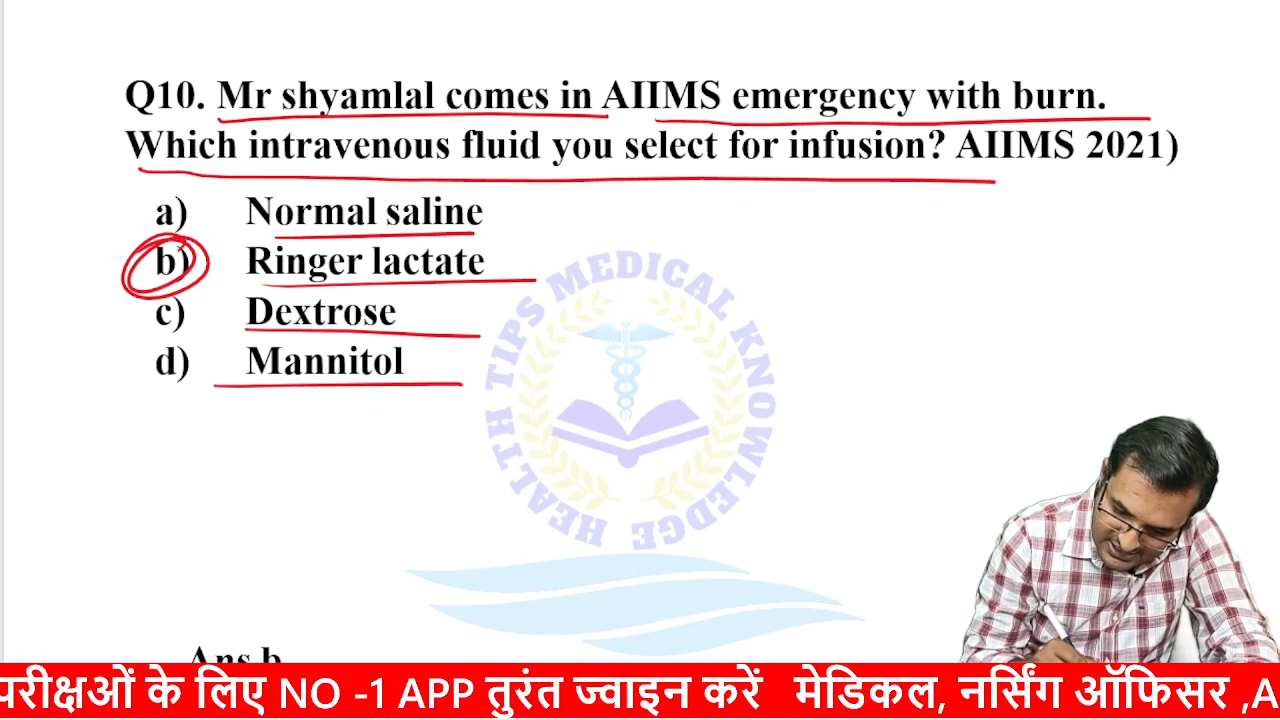 Q10. Mr shyamlal comes in AIIMS emergency with burn.
Which intravenous fluid you select for infusion? AIIMS 2021)
a) Normal saline
b) Ringer lactate
c) Dextrose
d) Mannitol
HEALTH TIPS MEDICAL KNOWLEDGE
Ans b
परीक्षओं के लिए NO -1 APP तुरंत ज्वाइन करें मेडिकल, नर्सिंग ऑफिसर ,A